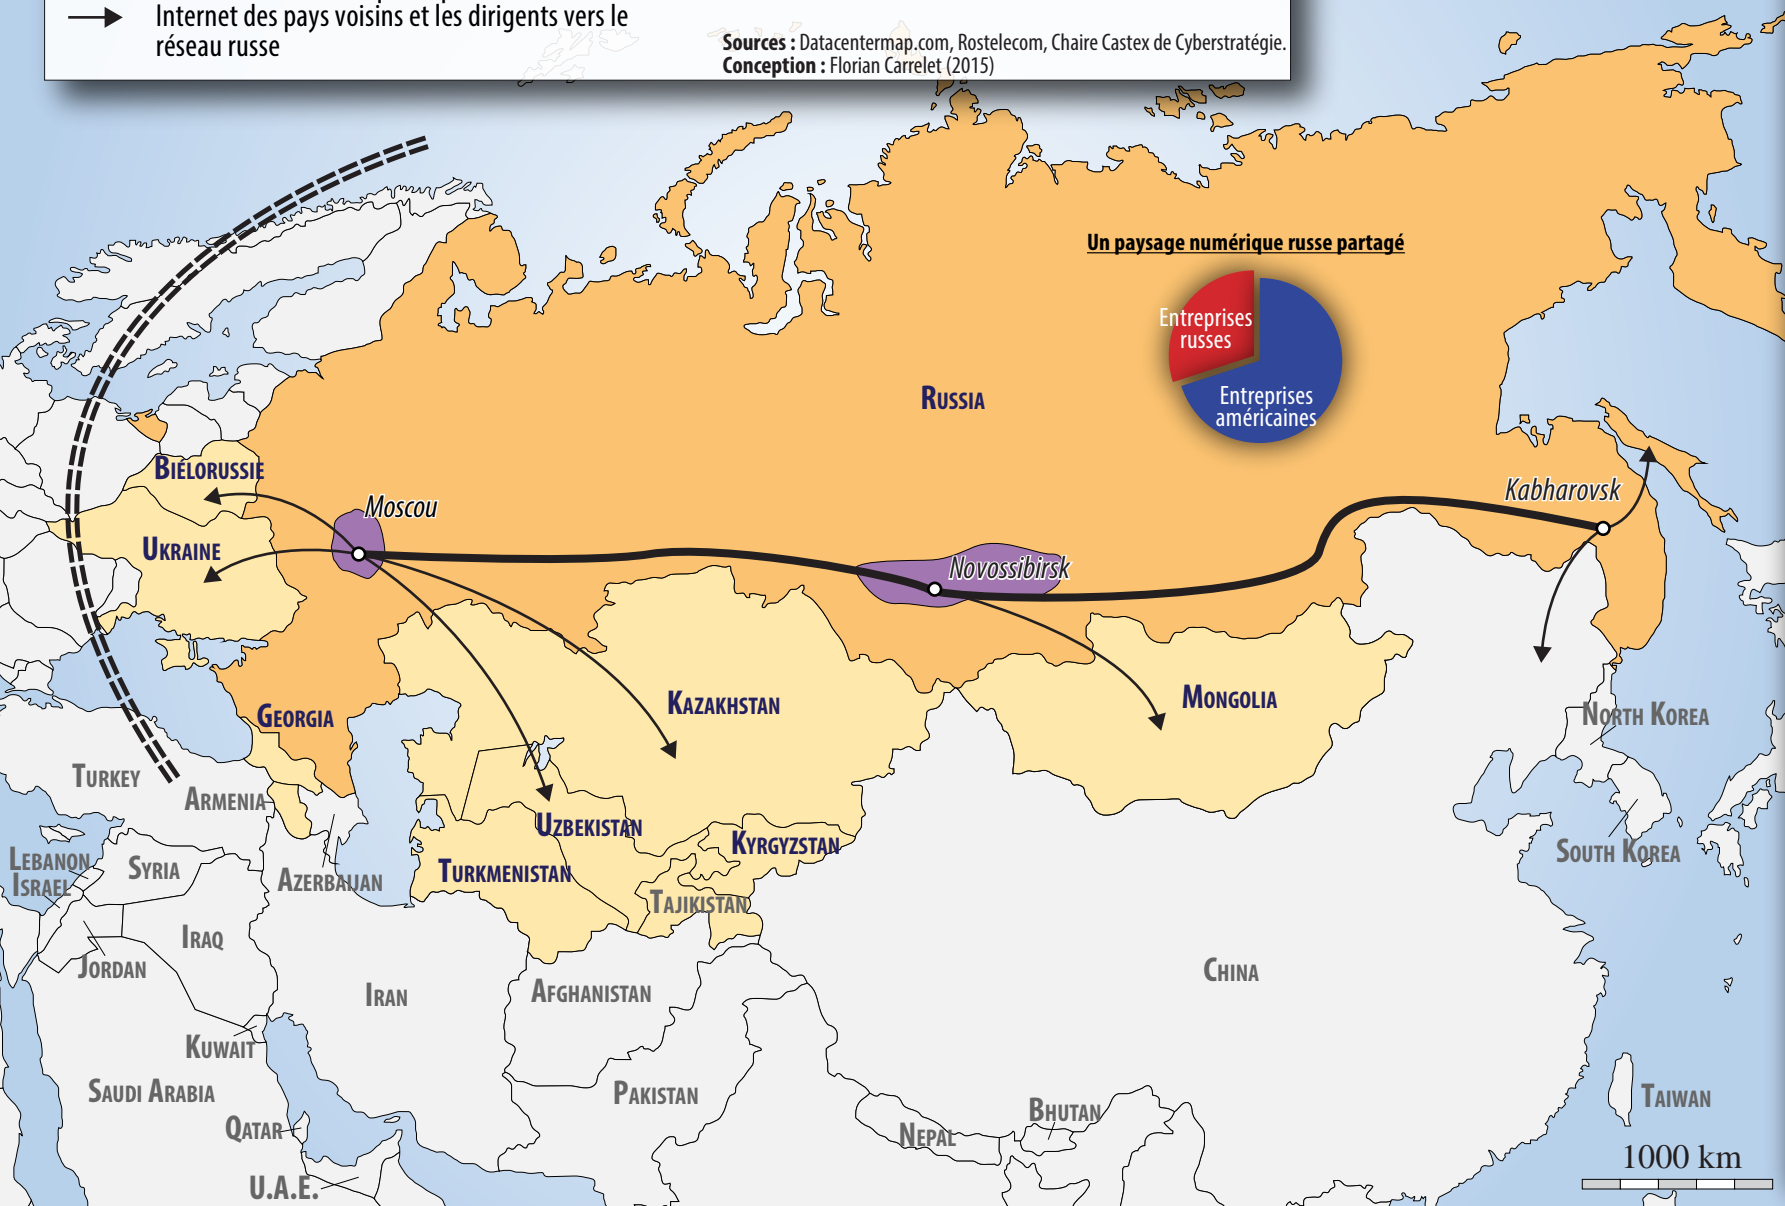 Internet des pays voisins et les dirigents vers le
réseau russe
Sources : Datacentermap.com, Rostelecom, Chaire Castex de Cyberstratégie.
Conception : Florian Carrelet (2015)
Un paysage numérique russe partagé
Entreprises
russes
Entreprises
américaines
RUSSIA
BIÉLORUSSIE
Moscou
Kabharovsk
UKRAINE
Novossibirsk
KAZAKHSTAN
MONGOLIA
GEORGIA
NORTH KOREA
TURKEY
ARMENIA
UZBEKISTAN
KYRGYZSTAN
SOUTH KOREA
LEBANON
ISRAEL
SYRIA
AZERBAIJAN
TURKMENISTAN
TAJIKISTAN
IRAQ
JORDAN
IRAN
AFGHANISTAN
CHINA
KUWAIT
SAUDI ARABIA
PAKISTAN
QATAR
BHUTAN
TAIWAN
NEPAL
U.A.E.
1000 km